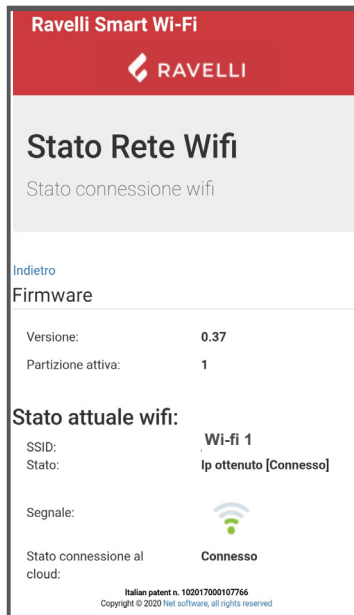 Ravelli Smart Wi-Fi
RAVELLI
Stato Rete Wifi
Stato connessione wifi
Indietro
Firmware
Versione: 0.37
Partizione attiva: 1
Stato attuale wifi:
SSID: Wi-fi 1
Stato: Ip ottenuto [Connesso]
Segnale:
Stato connessione al Connesso
cloud:
Italian patent n. 102017000107766
Copyright © 2020 Net software, all rights reserved